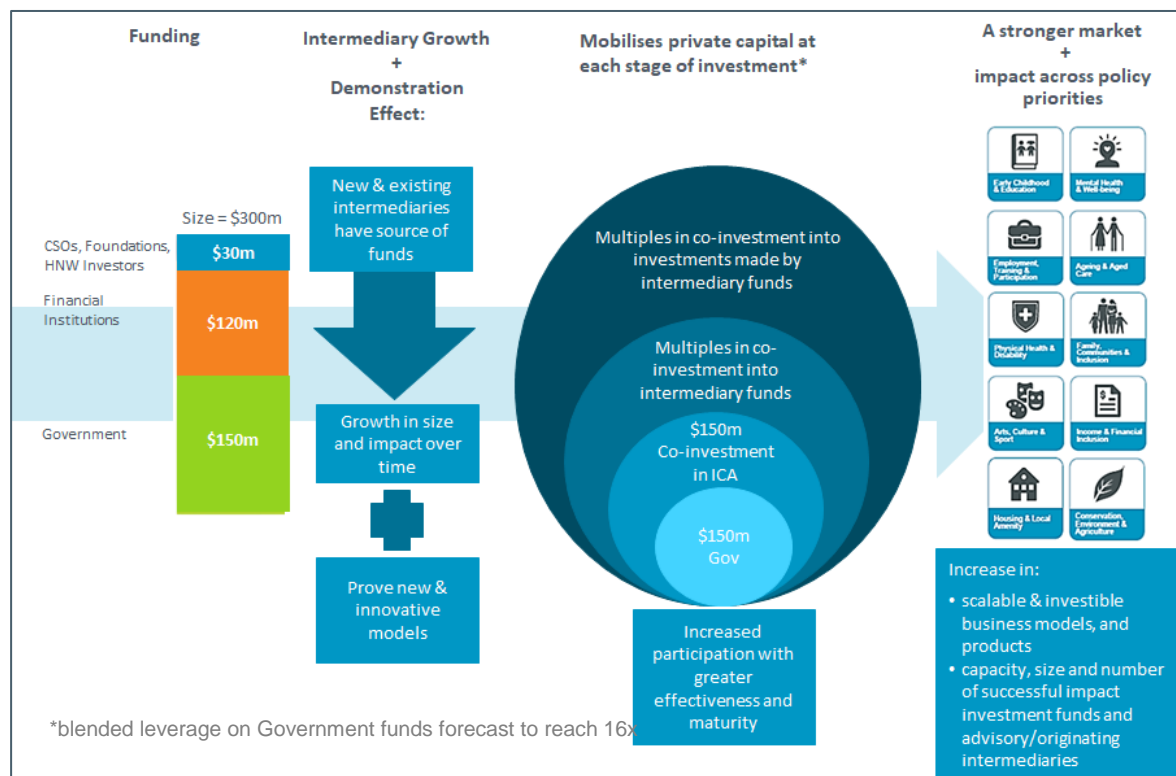 Funding
Intermediary Growth
+
Demonstration
Effect:
Mobilises private capital at
each stage of investment*
A stronger market
+
impact across policy
priorities
Size = $300m
CSOs, Foundations,
HNW Investors
$30m
Financial
Institutions
$120m
Government
$150m
New & existing
intermediaries
have source of
funds
Growth in size
and impact over
time
Prove new &
innovative
models
Multiples in co-investment into
investments made by
intermediary funds
Multiples in co-
investment into
intermediary funds
$150m
Co-investment
in ICA
$150m
Gov
Increased
participation with
greater
effectiveness and
maturity
Early Childhood
& Education
Mental Health
& Well-being
Employment,
Training &
Participation
Ageing & Aged
Care
Physical Health &
Disability
Family,
Communities &
Inclusion
Arts, Culture &
Sport
Income & Financial
Inclusion
Housing & Local
Amenity
Conservation,
Environment &
Agriculture
Increase in:
• scalable & investible
business models, and
products
• capacity, size and number
of successful impact
investment funds and
advisory/originating
intermediaries
*blended leverage on Government funds forecast to reach 16x